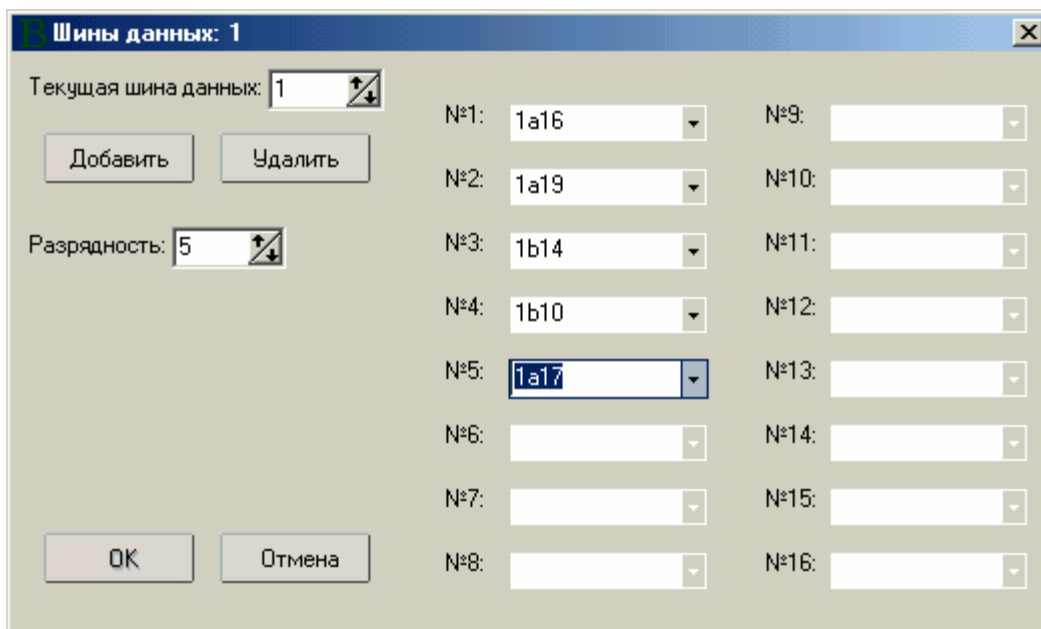 B Шины данных: 1
Текущая шина данных: 1
Добавить Удалить
Разрядность: 5
№1: 1a16
№2: 1a19
№3: 1b14
№4: 1b10
№5: 1a17
№6:
№7:
№8:
№9:
№10:
№11:
№12:
№13:
№14:
№15:
№16:
OK Отмена